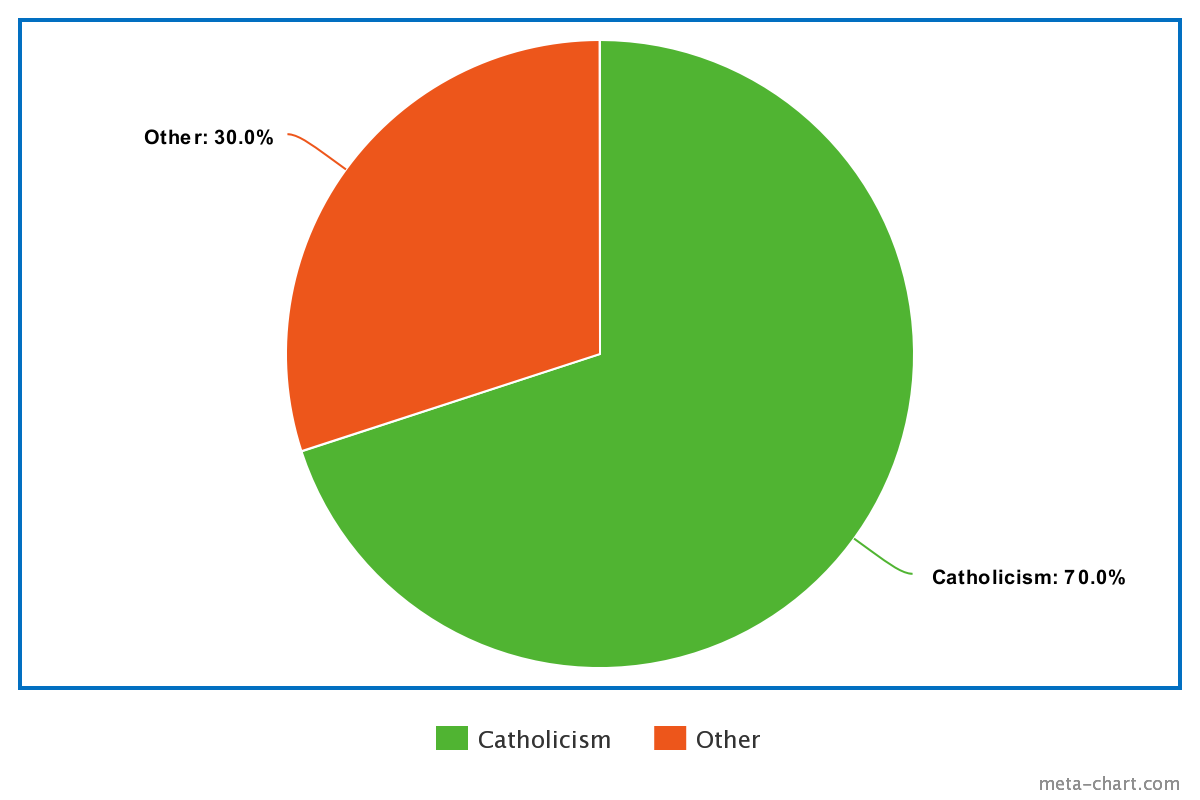 Other: 30.0%
Catholicism: 70.0%
Catholicism
Other
meta-chart.com